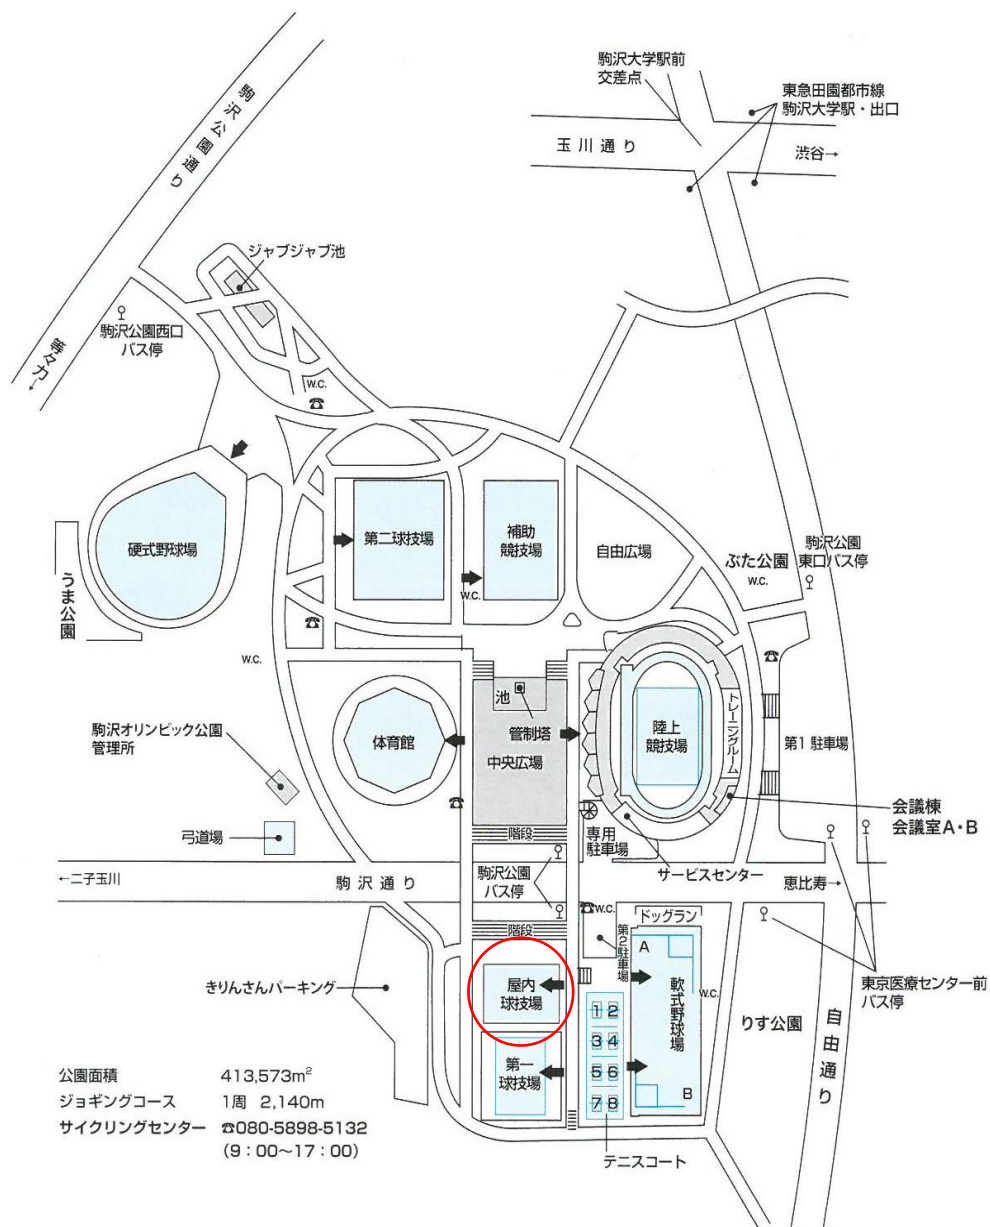 駒沢大学駅前
交差点
東急田園都市線
駒沢大学駅・出口
駒沢公園通り
玉川通り
渋谷→
ジャブジャブ池
駒沢公園西口
バス停
等々力→
W.C.
硬式野球場
うま公園
第二球技場
補助
競技場
自由広場
W.C.
ぶた公園
W.C.
駒沢公園
東口バス停
W.C.
池
管制塔
中央広場
体育館
陸上
競技場
トレーニングルーム
第1 駐車場
駒沢オリンピック公園
管理所
弓道場
階段
専用
駐車場
サービスセンター
会議棟
会議室A・B
←二子玉川
駒沢通り
駒沢公園
バス停
恵比寿→
W.C.
階段
第2駐車場
ドッグラン
A
軟式野球場
B
W.C.
東京医療センター前
バス停
きりんさんパーキング
屋内
球技場
1 2
3 4
5 6
7 8
りす公園
自由通り
第一
球技場
テニスコート
公園面積 413,573m²
ジョギングコース 1周 2,140m
サイクリングセンター ☎080-5898-5132
(9：00～17：00)